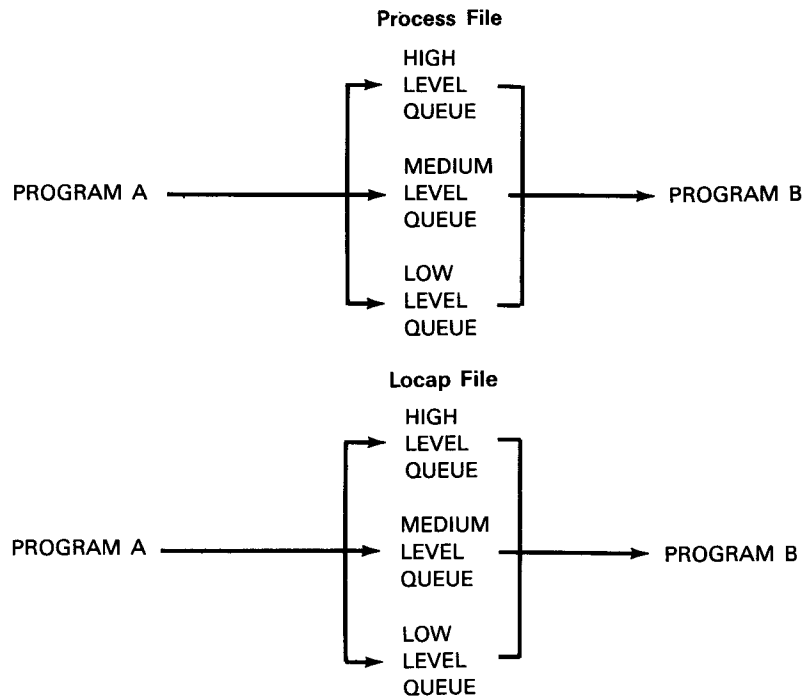 Process File
HIGH
LEVEL
QUEUE
PROGRAM A
MEDIUM
LEVEL
QUEUE
PROGRAM B
LOW
LEVEL
QUEUE
Locap File
HIGH
LEVEL
QUEUE
PROGRAM A
MEDIUM
LEVEL
QUEUE
PROGRAM B
LOW
LEVEL
QUEUE